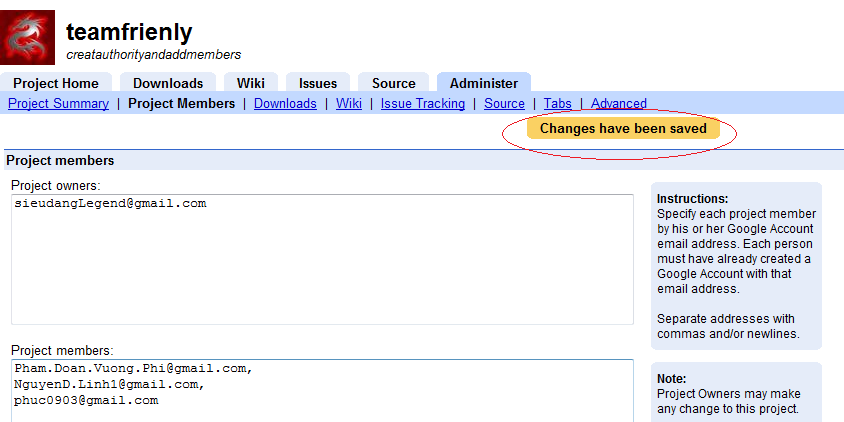 teamfrienly
creatauthorityandaddmembers
Project Home Downloads Wiki Issues Source Administer
Project Summary | Project Members | Downloads | Wiki | Issue Tracking | Source | Tabs | Advanced
Changes have been saved
Project members
Project owners:
sieudangLegend@gmail.com
Instructions:
Specify each project member
by his or her Google Account
email address. Each person
must have already created a
Google Account with that
email address.
Separate addresses with
commas and/or newlines.
Project members:
Pham.Doan.Vuong.Phi@gmail.com,
NguyenD.Linh1@gmail.com,
phuc0903@gmail.com
Note:
Project Owners may make
any change to this project.